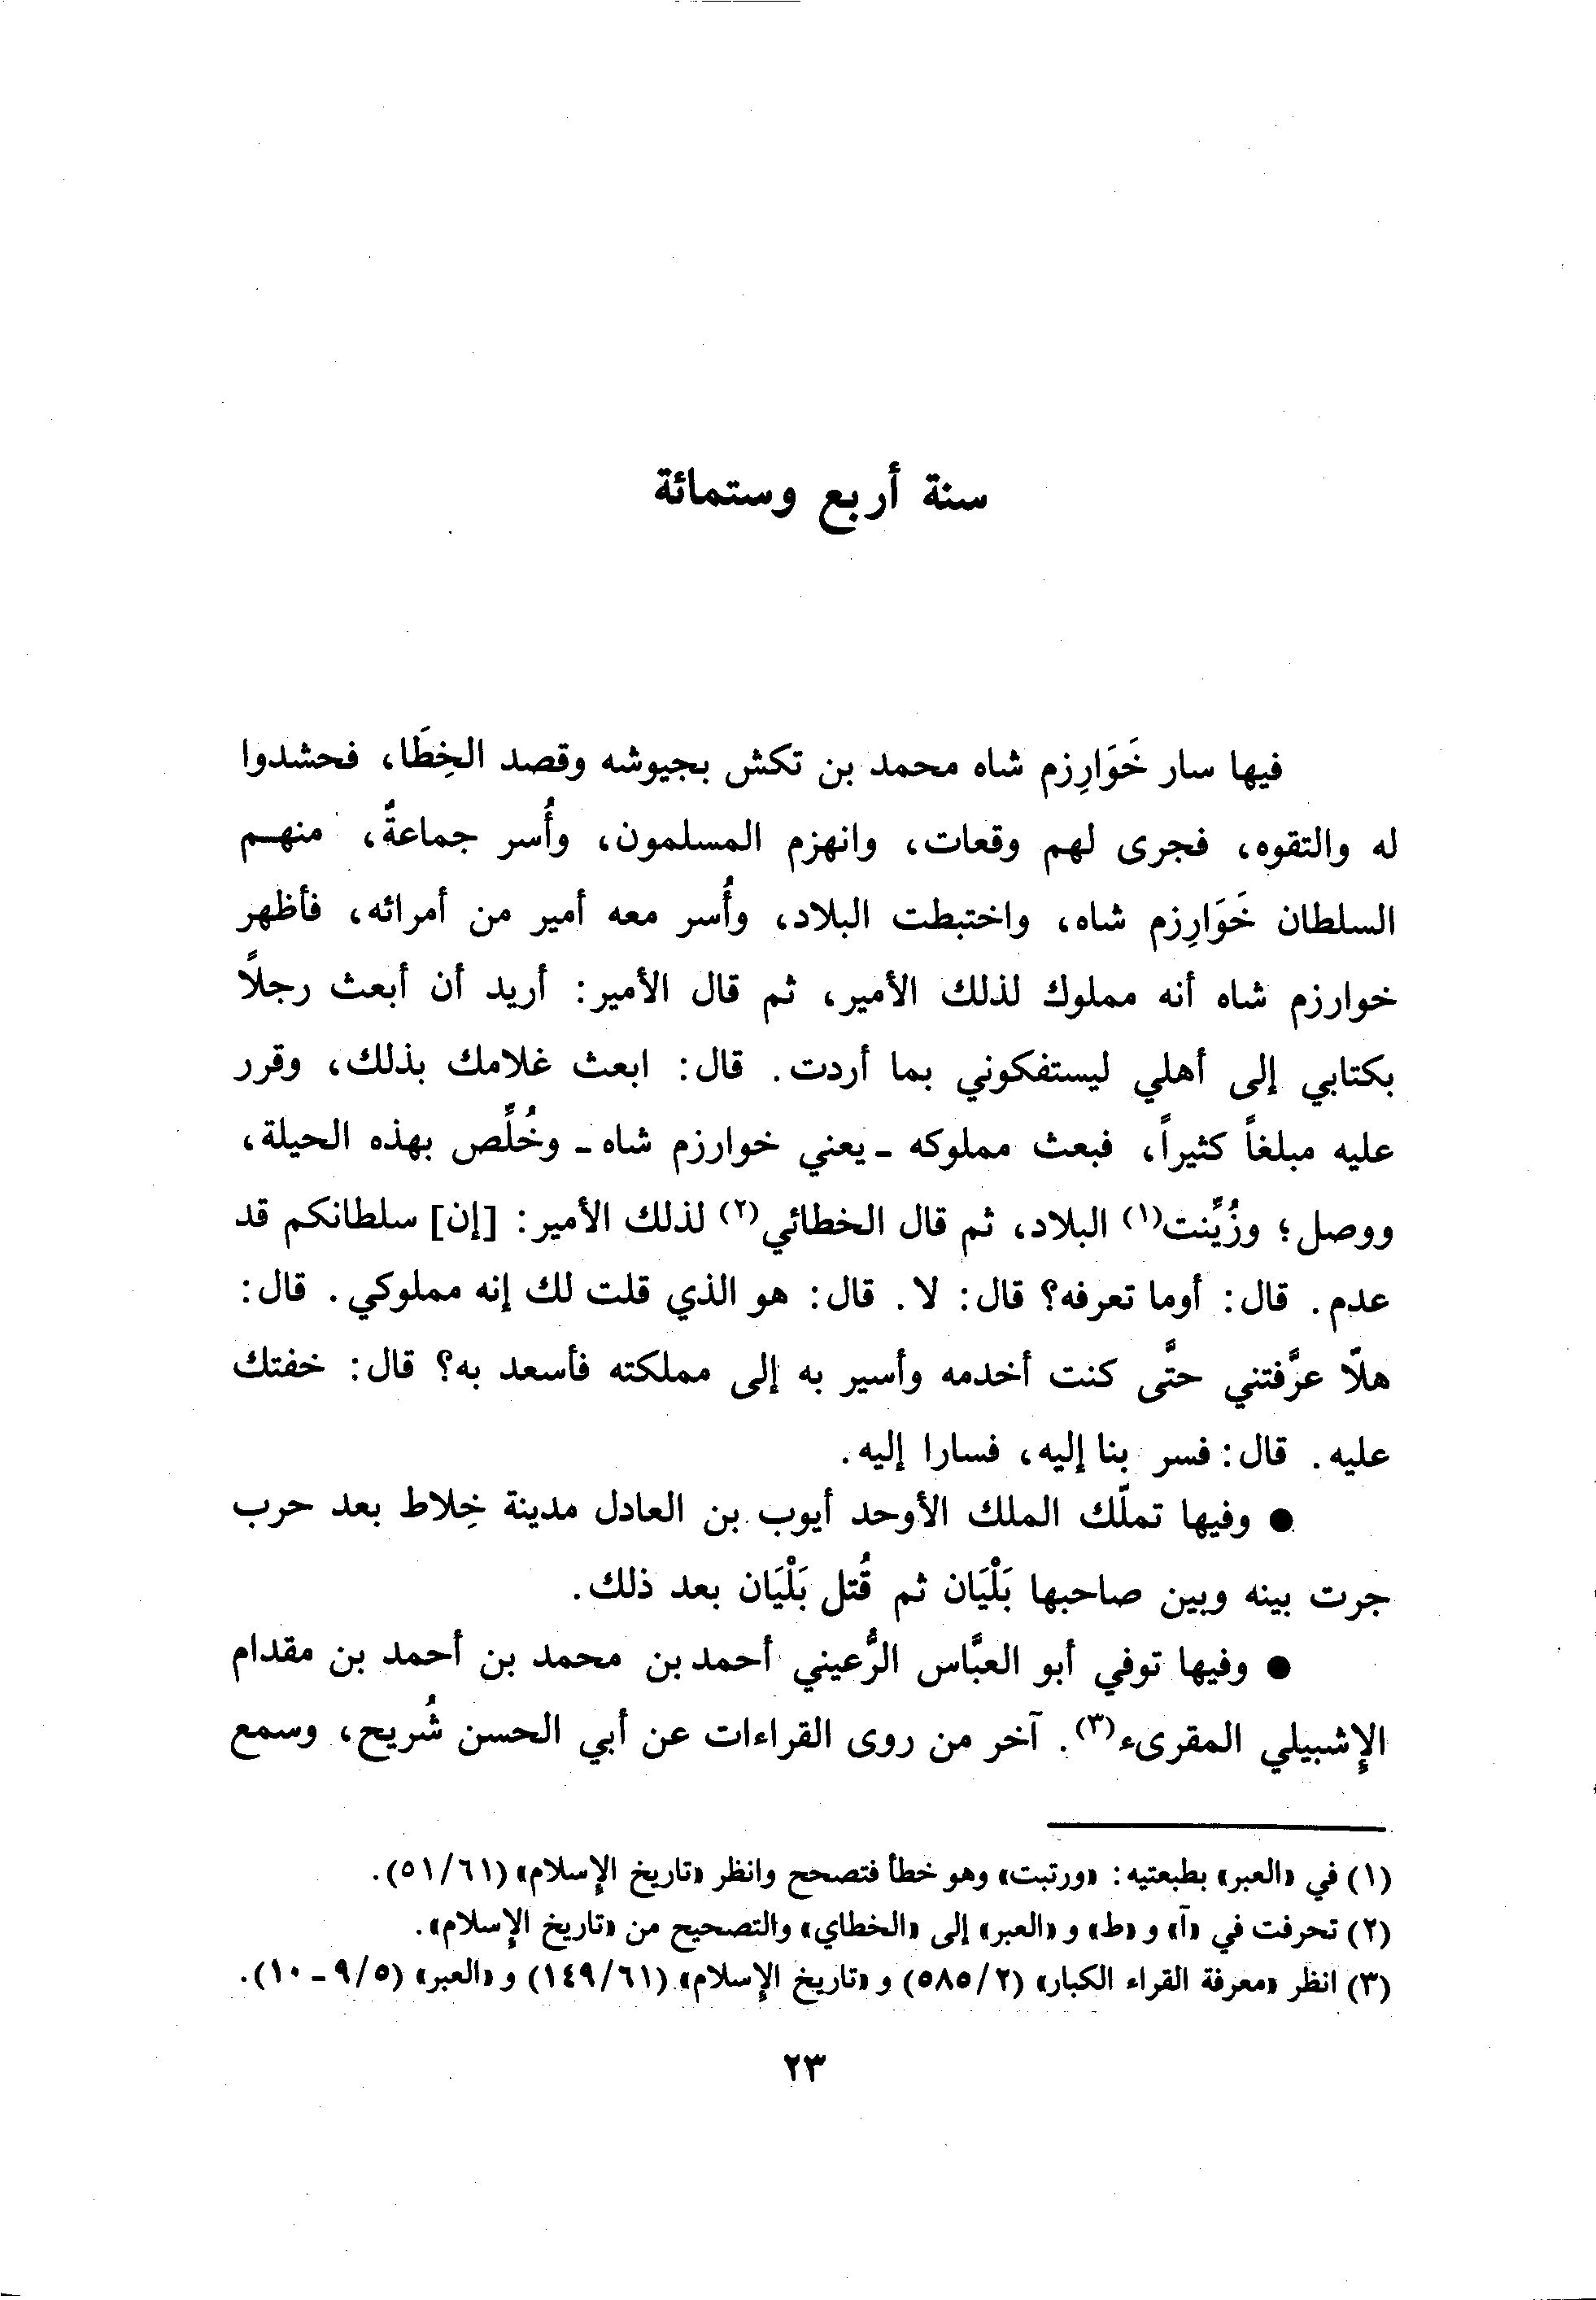 سنة أربع وستمائة
فيها سار خَوَارِزم شاه محمد بن تكش بجيوشه وقصد الخِطَا، فحشدوا
له والتقوه، فجرى لهم وقعات، وانهزم المسلمون، وأُسر جماعةٌ، منهم
السلطان خَوَارِزم شاه، واختبطت البلاد، وأُسر معه أمير من أمرائه، فأظهر
خوارزم شاه أنه مملوك لذلك الأمير، ثم قال الأمير: أريد أن أبعث رجلاً
بكتابي إلى أهلي ليستفكوني بما أردت. قال: ابعث غلامك بذلك، وقرر
عليه مبلغاً كثيراً، فبعث مملوكه - يعني خوارزم شاه - وخُلِّص بهذه الحيلة،
ووصل؛ وزُيِّنت(١) البلاد، ثم قال الخطائي(٢) لذلك الأمير: [إن] سلطانكم قد
عدم. قال: أوما تعرفه؟ قال: لا. قال: هو الذي قلت لك إنه مملوكي. قال:
هلّا عرَّفتني حتَّى كنت أخدمه وأسير به إلى مملكته فأسعد به؟ قال: خفتك
عليه. قال: فسر بنا إليه، فسارا إليه.
● وفيها تملّك الملك الأوحد أيوب بن العادل مدينة خِلاط بعد حرب
جرت بينه وبين صاحبها بَلْيَان ثم قُتل بَلْيَان بعد ذلك.
● وفيها توفي أبو العبَّاس الرُّعيني أحمد بن محمد بن أحمد بن مقدام
الإشبيلي المقرىء(٣). آخر من روى القراءات عن أبي الحسن شُريح، وسمع
(١) في «العبر» بطبعتيه: «ورتبت» وهو خطأ فتصحح وانظر «تاريخ الإسلام» (٥١/٦١).
(٢) تحرفت في «آ» و «ط» و «العبر» إلى «الخطاي» والتصحيح من «تاريخ الإسلام».
(٣) انظر «معرفة القراء الكبار» (٥٨٥/٢) و «تاريخ الإسلام» (١٤٩/٦١) و «العبر» (٩/٥ - ١٠).
٢٣